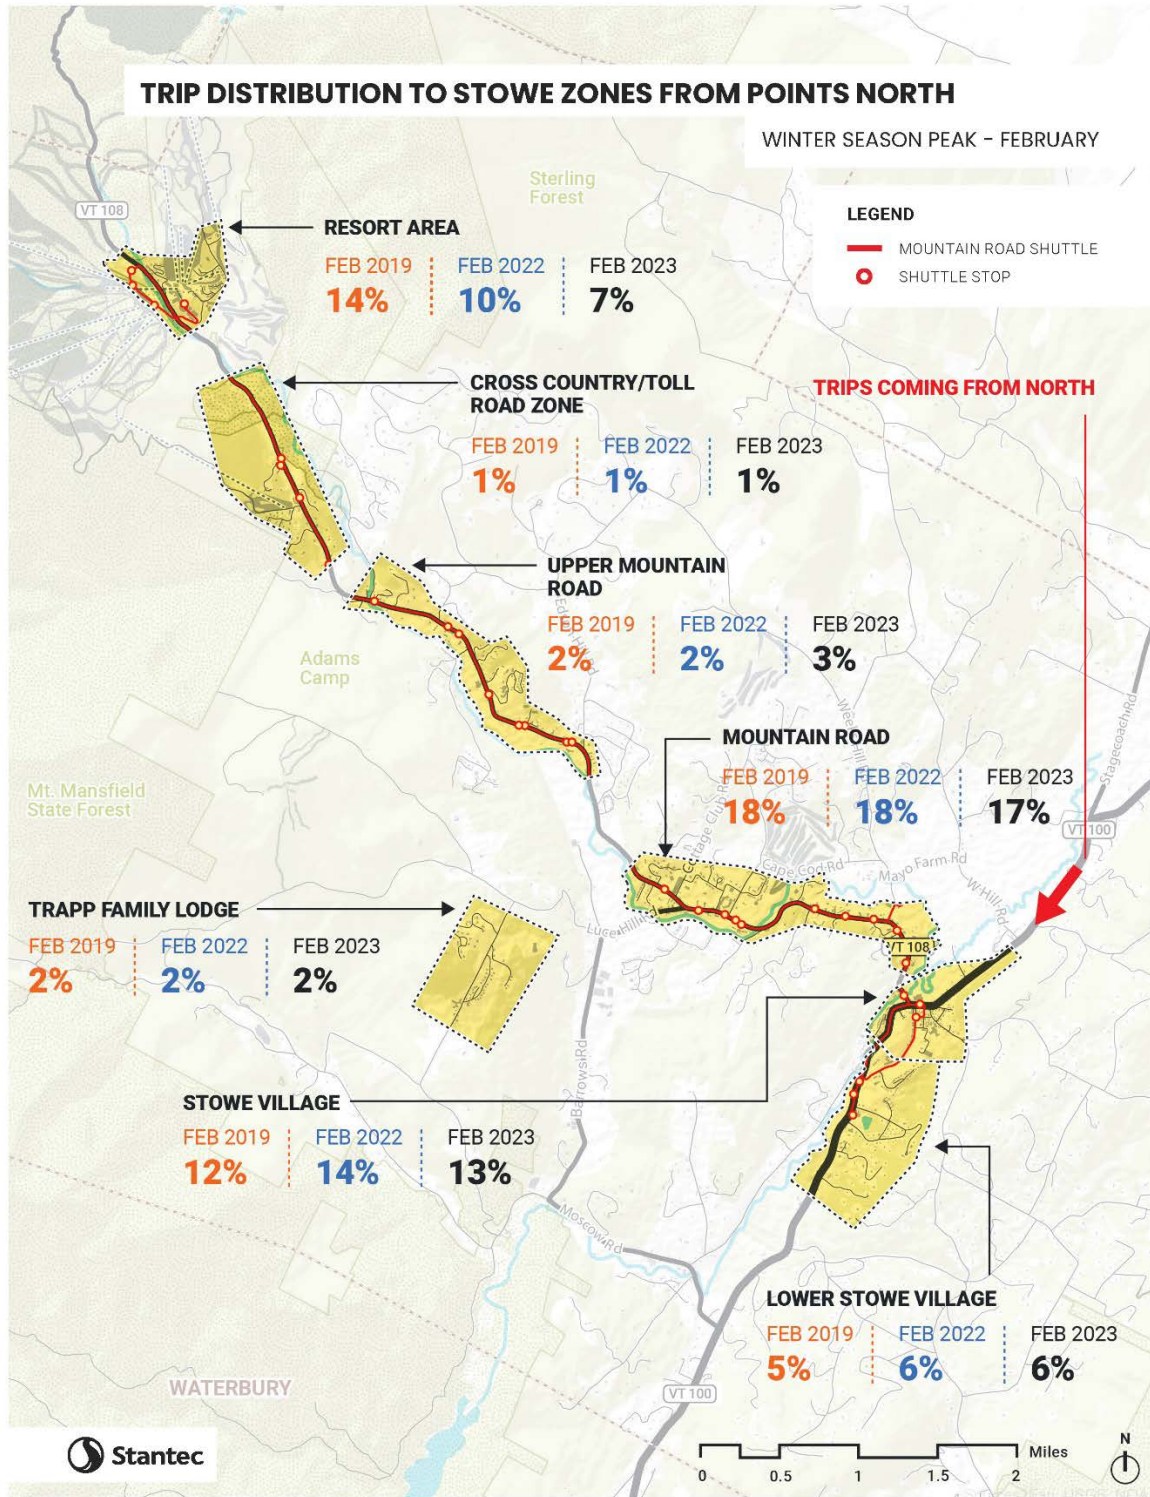 TRIP DISTRIBUTION TO STOWE ZONES FROM POINTS NORTH
WINTER SEASON PEAK - FEBRUARY
LEGEND
MOUNTAIN ROAD SHUTTLE
SHUTTLE STOP
Sterling
Forest
VT 108
RESORT AREA
FEB 2019 FEB 2022 FEB 2023
14% 10% 7%
CROSS COUNTRY/TOLL
ROAD ZONE
FEB 2019 FEB 2022 FEB 2023
1% 1% 1%
TRIPS COMING FROM NORTH
UPPER MOUNTAIN
ROAD
FEB 2019 FEB 2022 FEB 2023
2% 2% 3%
Adams
Camp
Stagecoach Rd
MOUNTAIN ROAD
FEB 2019 FEB 2022 FEB 2023
18% 18% 17%
VT 100
Mt. Mansfield
State Forest
Cottage Club Rd
Cape Cod Rd
Mayo Farm Rd
W Hill Rd
Luce Hill
VT 108
TRAPP FAMILY LODGE
FEB 2019 FEB 2022 FEB 2023
2% 2% 2%
Barrows Rd
STOWE VILLAGE
FEB 2019 FEB 2022 FEB 2023
12% 14% 13%
Moscow Rd
LOWER STOWE VILLAGE
FEB 2019 FEB 2022 FEB 2023
5% 6% 6%
WATERBURY
VT 100
Stantec
Miles
0 0.5 1 1.5 2
N